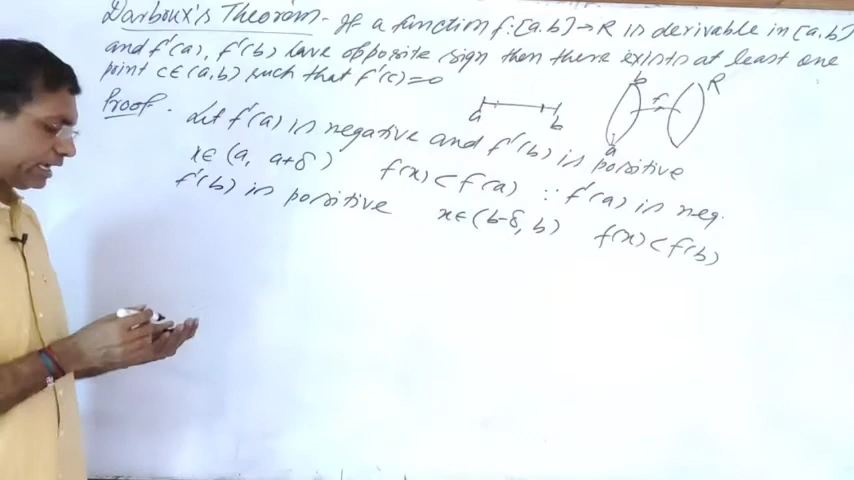 Darboux's Theorem - If a function f: [a.b] → R is derivable in [a,b]
and f'(a), f'(b) have opposite sign then there exists at least one
point c∈(a,b) such that f'(c)=0
a b
b f R
a
Proof. Let f'(a) is negative and f'(b) is positive
x∈ (a, a+δ) f(x) < f(a) ∵ f'(a) is neg.
f'(b) is positive x∈(b-δ, b) f(x) < f(b)